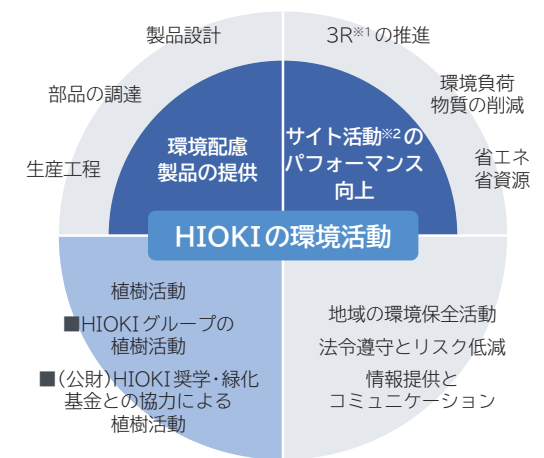 製品設計
部品の調達
生産工程
環境配慮
製品の提供
3R※1の推進
環境負荷
物質の削減
省エネ
省資源
サイト活動※2の
パフォーマンス
向上
HIOKIの環境活動
植樹活動
■HIOKIグループの
植樹活動
■(公財)HIOKI奨学・緑化
基金との協力による
植樹活動
地域の環境保全活動
法令遵守とリスク低減
情報提供と
コミュニケーション